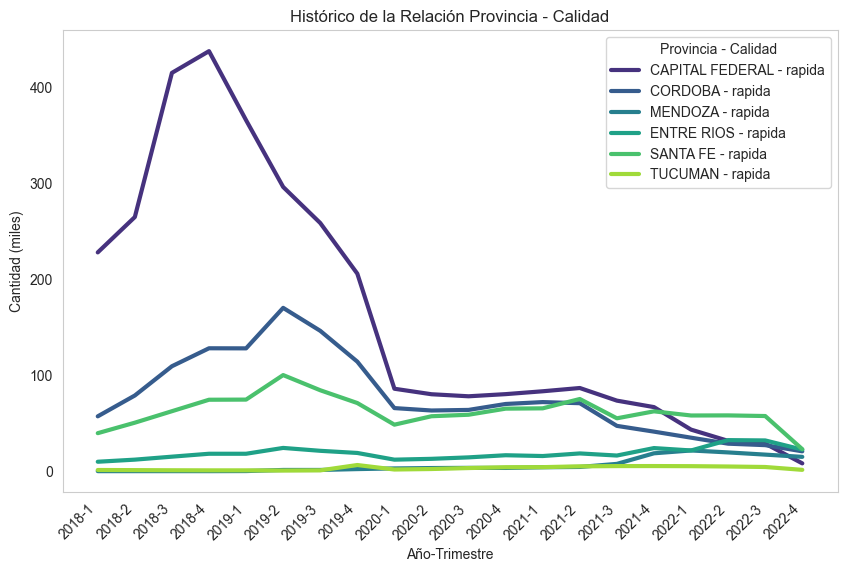 Histórico de la Relación Provincia - Calidad
Provincia - Calidad
CAPITAL FEDERAL - rapida
CORDOBA - rapida
MENDOZA - rapida
ENTRE RIOS - rapida
SANTA FE - rapida
TUCUMAN - rapida
Cantidad (miles)
400
300
200
100
0
2018-1
2018-2
2018-3
2018-4
2019-1
2019-2
2019-3
2019-4
2020-1
2020-2
2020-3
2020-4
2021-1
2021-2
2021-3
2021-4
2022-1
2022-2
2022-3
2022-4
Año-Trimestre